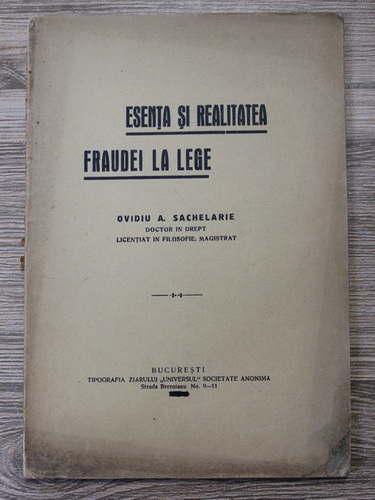 ESENȚA ȘI REALITATEA
FRAUDEI LA LEGE
OVIDIU A. SACHELARIE
DOCTOR IN DREPT
LICENȚIAT IN FILOSOFIE, MAGISTRAT
BUCUREȘTI
TIPOGRAFIA ZIARULUI „UNIVERSUL” SOCIETATE ANONIMA
Strada Brezoianu No. 9—11